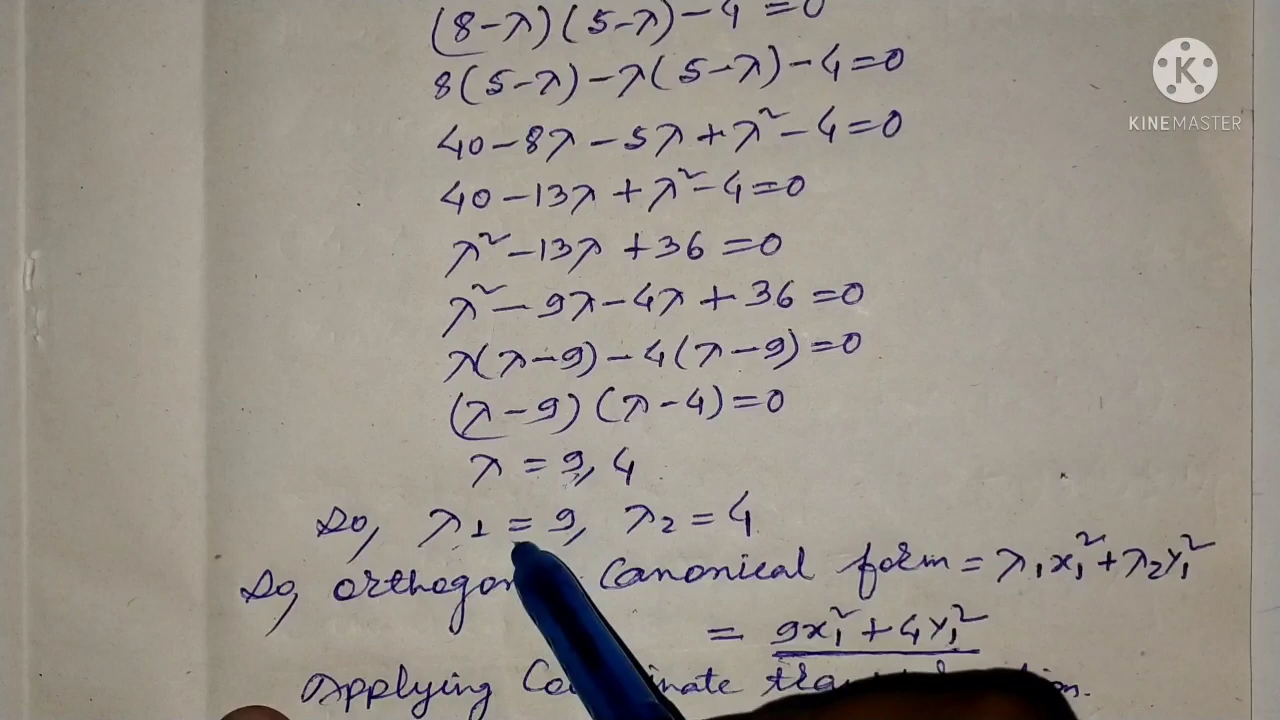 (8-λ)(5-λ)-4=0
8(5-λ)-λ(5-λ)-4=0
40-8λ-5λ+λ²-4=0
40-13λ+λ²-4=0
λ²-13λ+36=0
λ²-9λ-4λ+36=0
λ(λ-9)-4(λ-9)=0
(λ-9)(λ-4)=0
λ=9,4
So, λ₁=9, λ₂=4
So, canonical form=λ₁x₁²+λ₂y₁²
=9x₁²+4y₁²
Applying
K
KINEMASTER